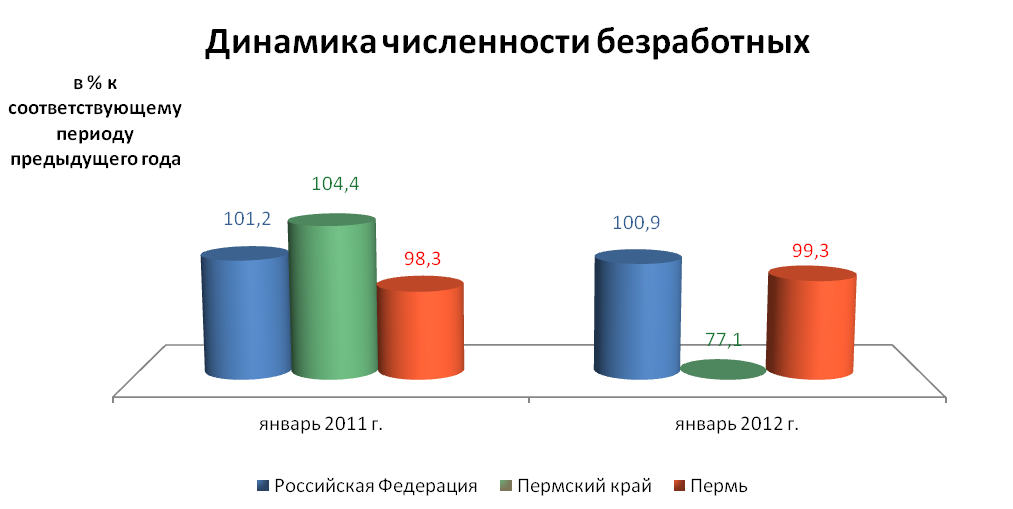 Динамика численности безработных
в % к
соответствующему
периоду
предыдущего года
101,2
104,4
98,3
100,9
77,1
99,3
январь 2011 г.
январь 2012 г.
Российская Федерация
Пермский край
Пермь